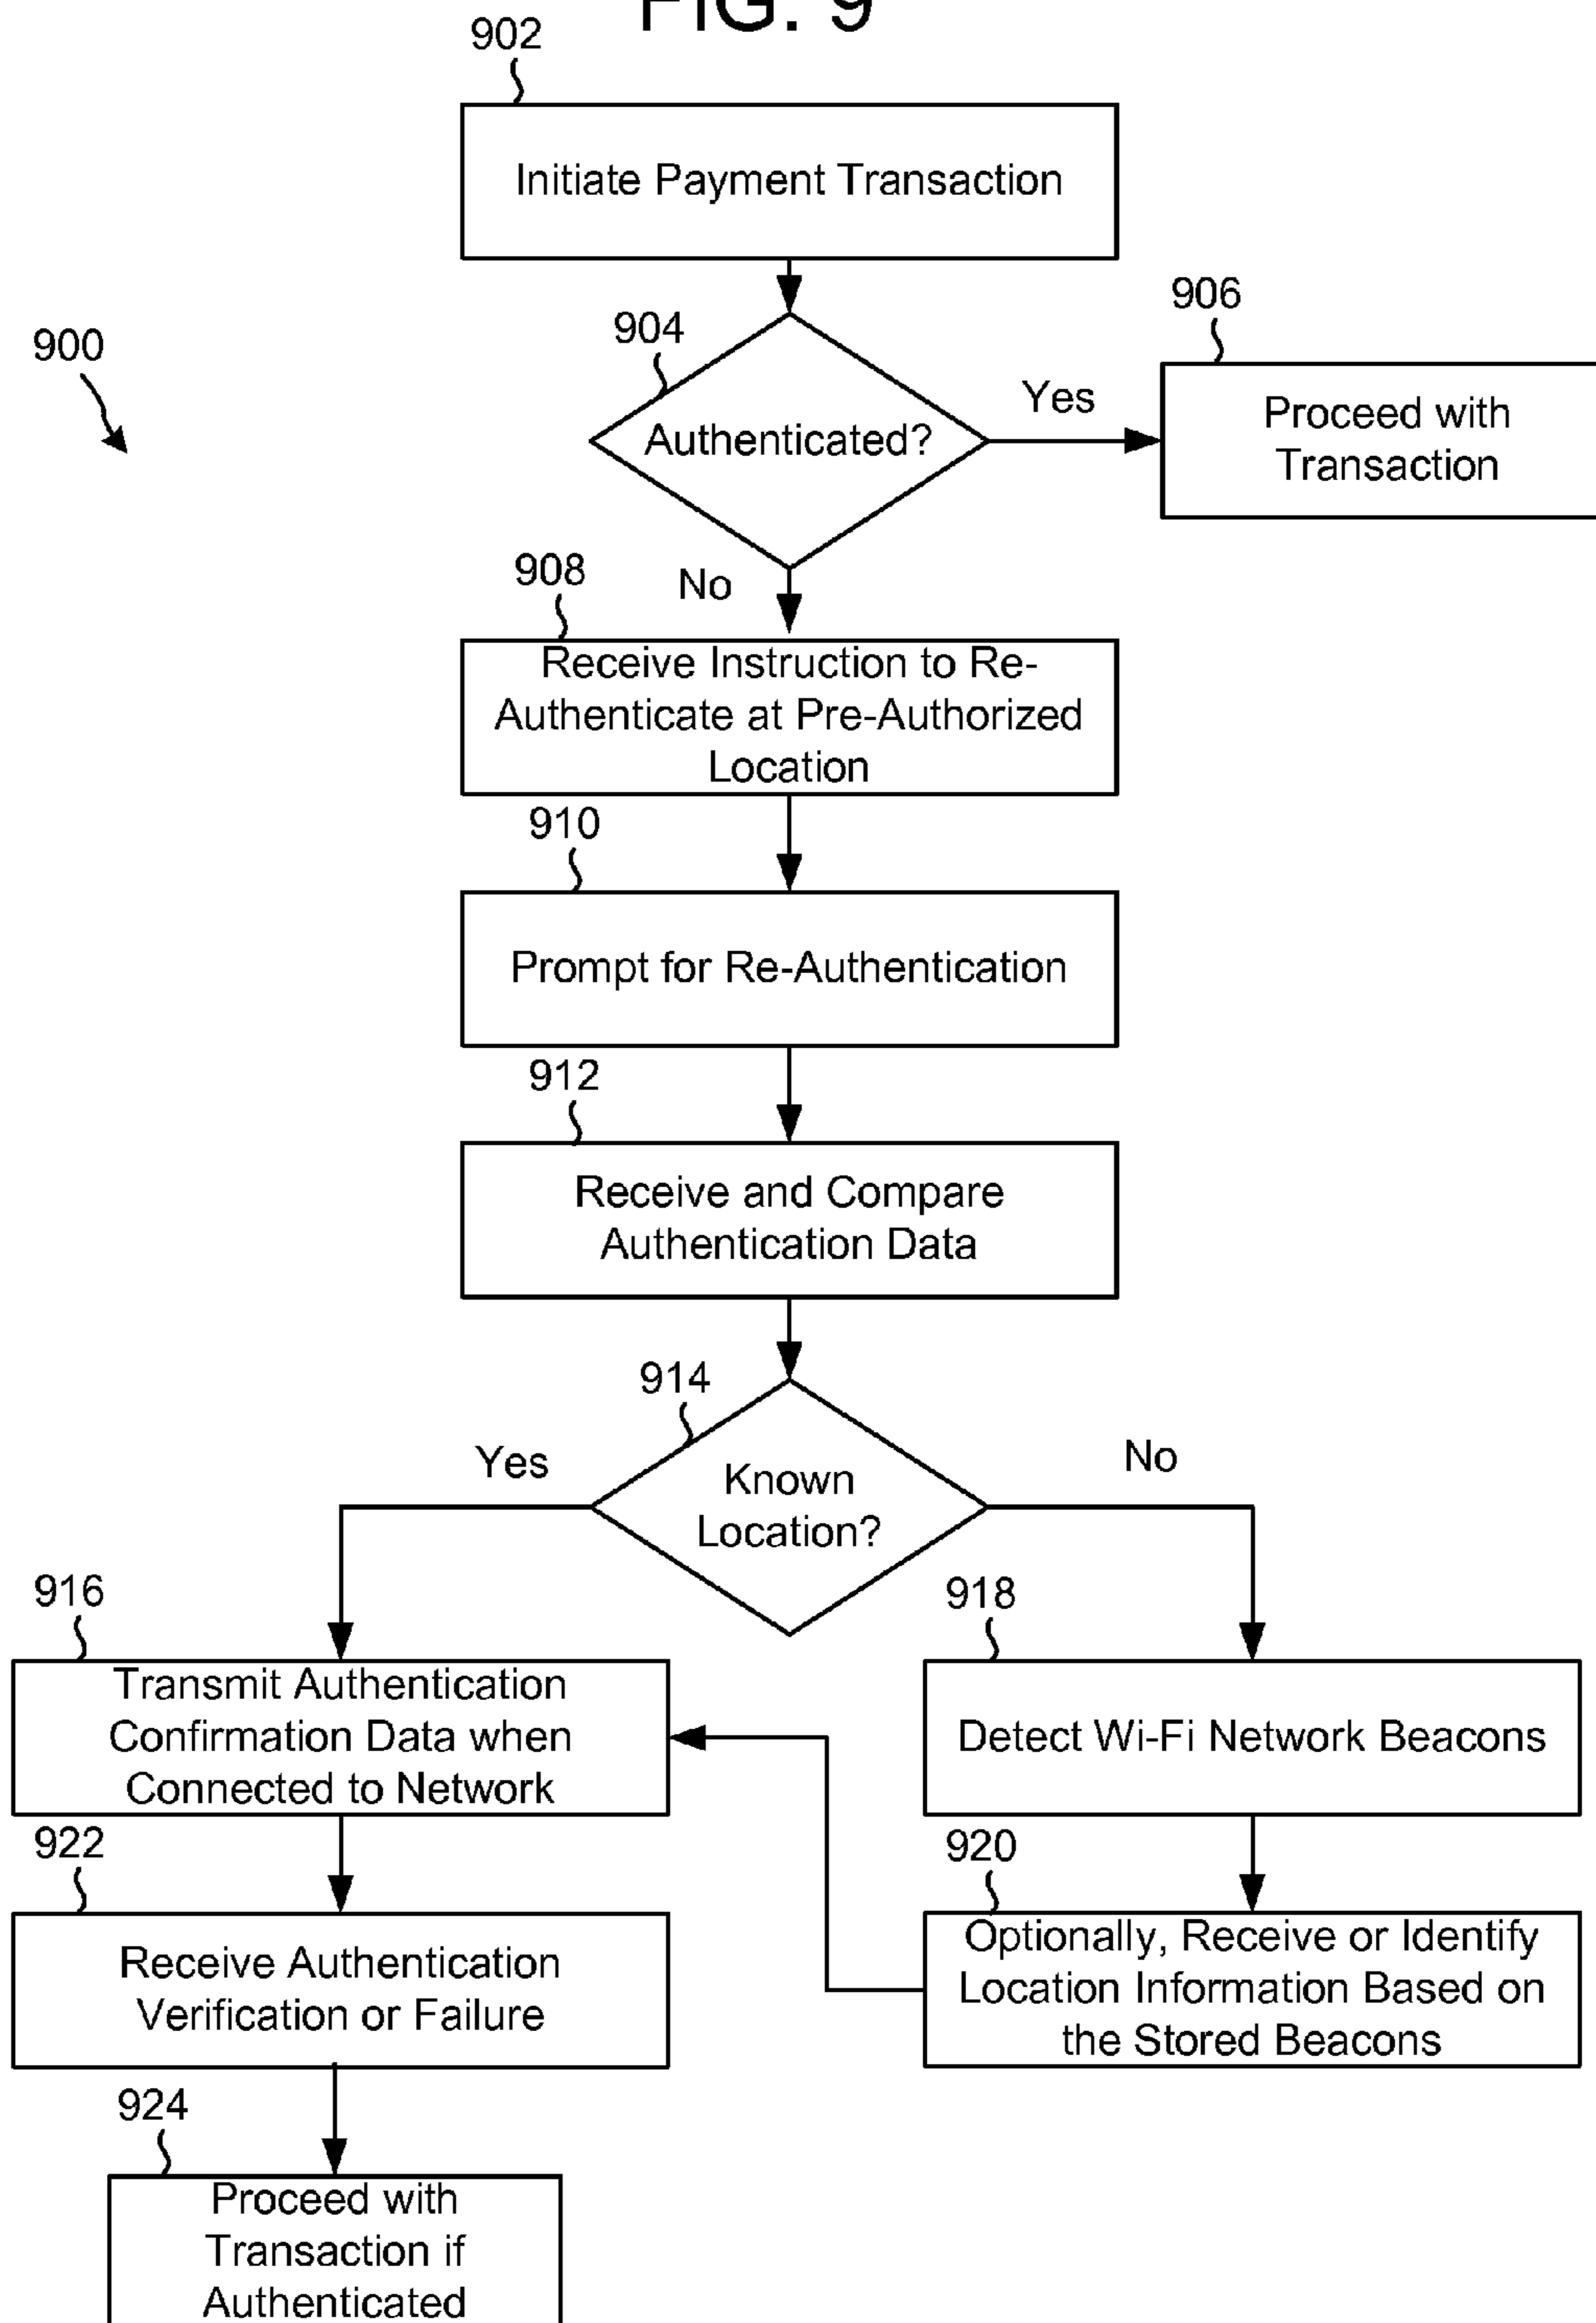 FIG. 9
902
Initiate Payment Transaction
904
906
900
Authenticated?
Yes
Proceed with
Transaction
908
No
Receive Instruction to Re-
Authenticate at Pre-Authorized
Location
910
Prompt for Re-Authentication
912
Receive and Compare
Authentication Data
914
Yes
No
Known
Location?
916
918
Transmit Authentication
Confirmation Data when
Connected to Network
Detect Wi-Fi Network Beacons
922
920
Receive Authentication
Verification or Failure
Optionally, Receive or Identify
Location Information Based on
the Stored Beacons
924
Proceed with
Transaction if
Authenticated